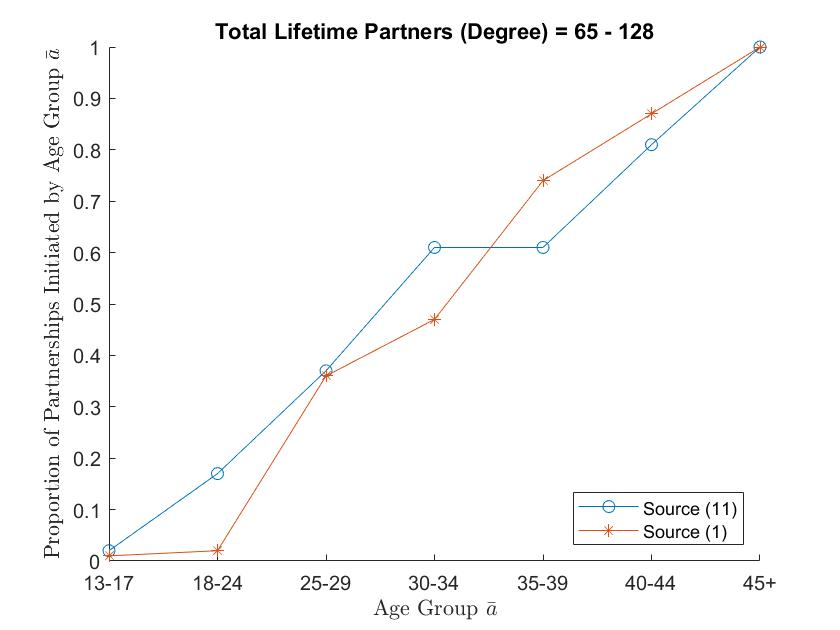 Total Lifetime Partners (Degree) = 65 - 128
Proportion of Partnerships Initiated by Age Group ā
1
0.9
0.8
0.7
0.6
0.5
0.4
0.3
0.2
0.1
0
13-17 18-24 25-29 30-34 35-39 40-44 45+
Age Group ā
Source (11)
Source (1)